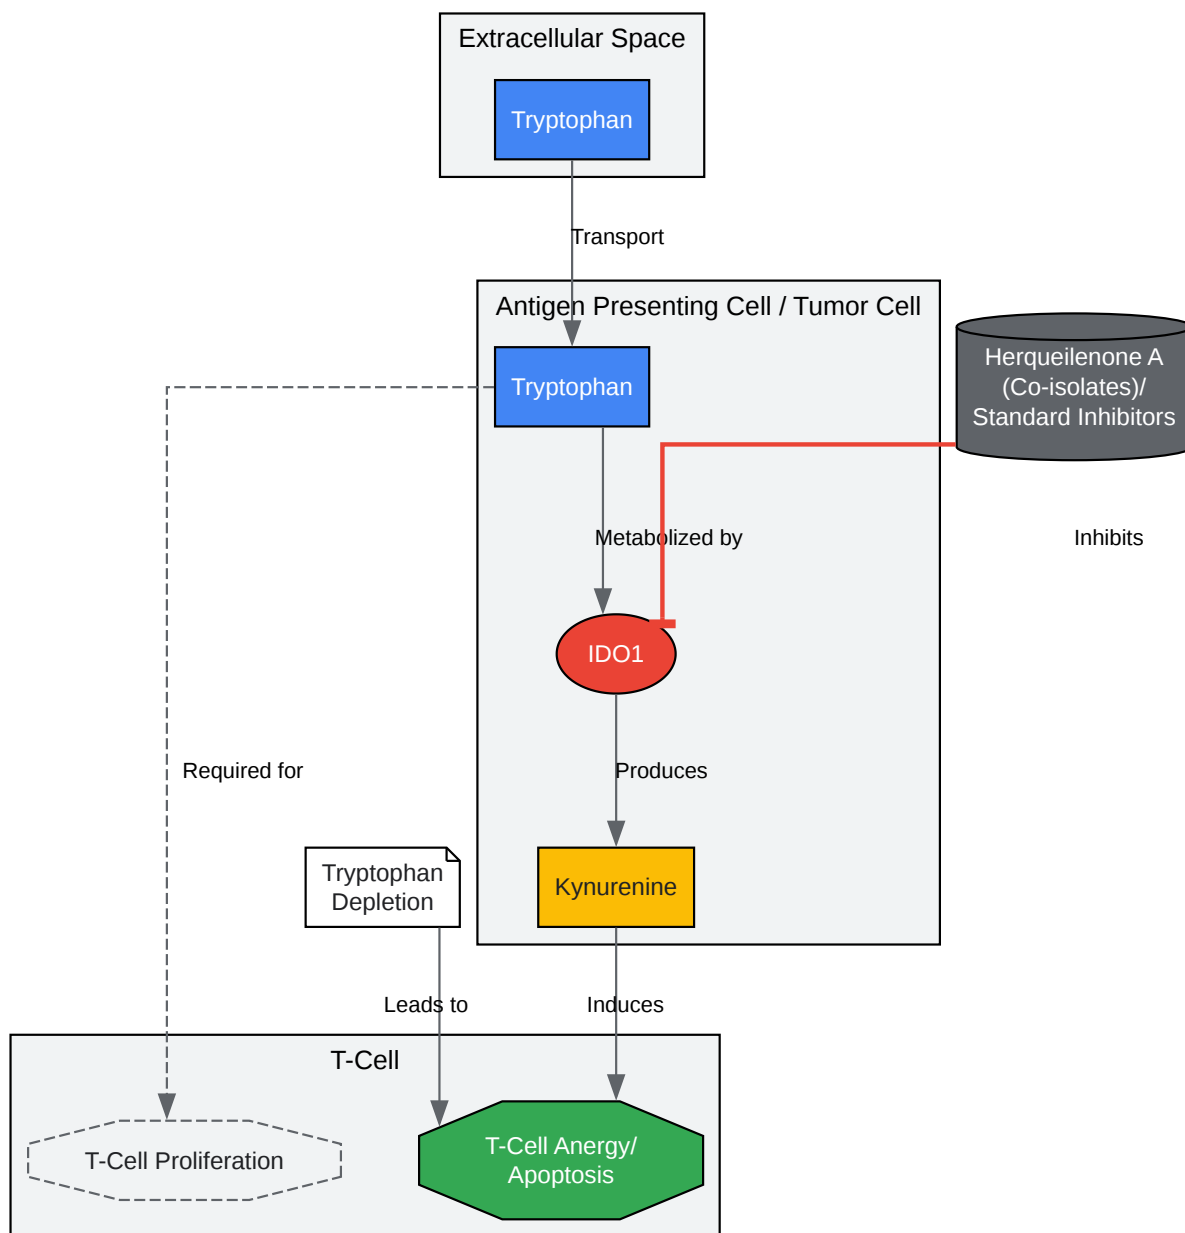 Extracellular Space
Tryptophan
Transport
Antigen Presenting Cell / Tumor Cell
Tryptophan
Herqueilenone A
(Co-isolates)/
Standard Inhibitors
Metabolized by
Inhibits
IDO1
Required for
Produces
Tryptophan
Depletion
Kynurenine
Leads to
Induces
T-Cell
T-Cell Proliferation
T-Cell Anergy/
Apoptosis